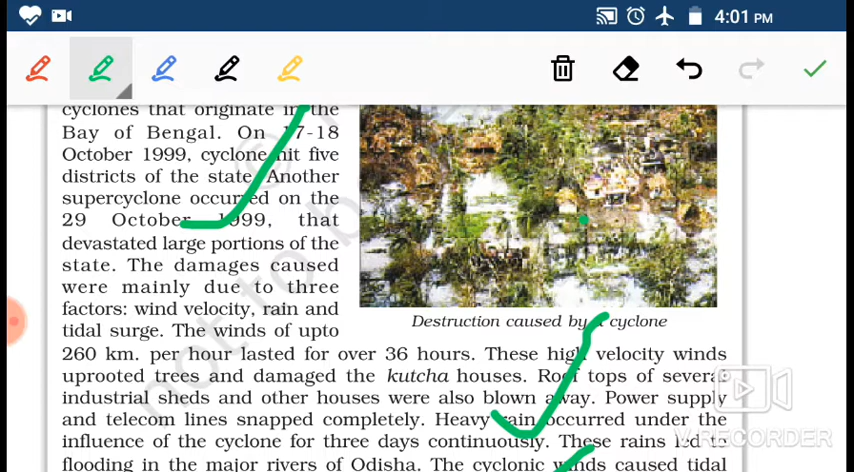 4:01 PM
cyclones that originate in the
Bay of Bengal. On 17-18
October 1999, cyclone hit five
districts of the state. Another
supercyclone occurred on the
29 October 1999, that
devastated large portions of the
state. The damages caused
were mainly due to three
factors: wind velocity, rain and
tidal surge. The winds of upto
Destruction caused by a cyclone
260 km. per hour lasted for over 36 hours. These high velocity winds
uprooted trees and damaged the kutcha houses. Roof tops of several
industrial sheds and other houses were also blown away. Power supply
and telecom lines snapped completely. Heavy rain occurred under the
influence of the cyclone for three days continuously. These rains led to
flooding in the major rivers of Odisha. The cyclonic winds caused tidal
not to b
V RECORDER